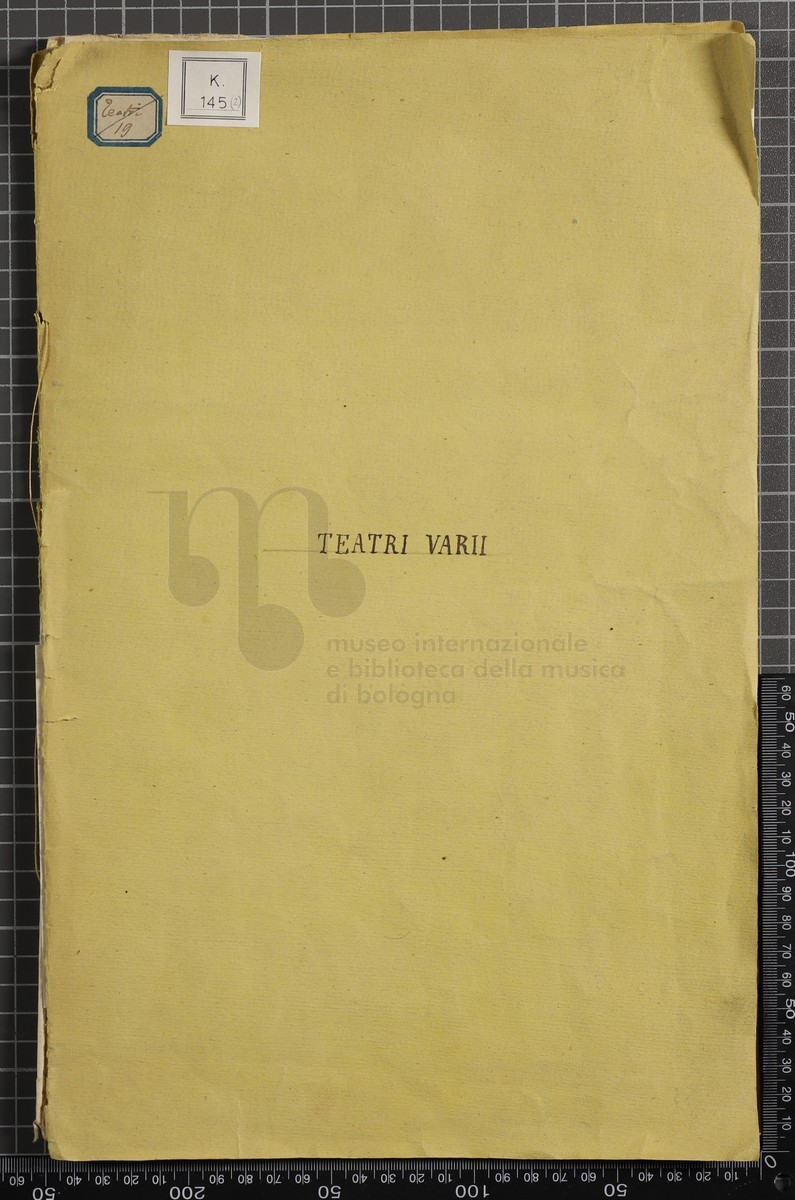 Teatri
19
K.
145(2)
TEATRI VARII
museo internazionale
e biblioteca della musica
di bologna